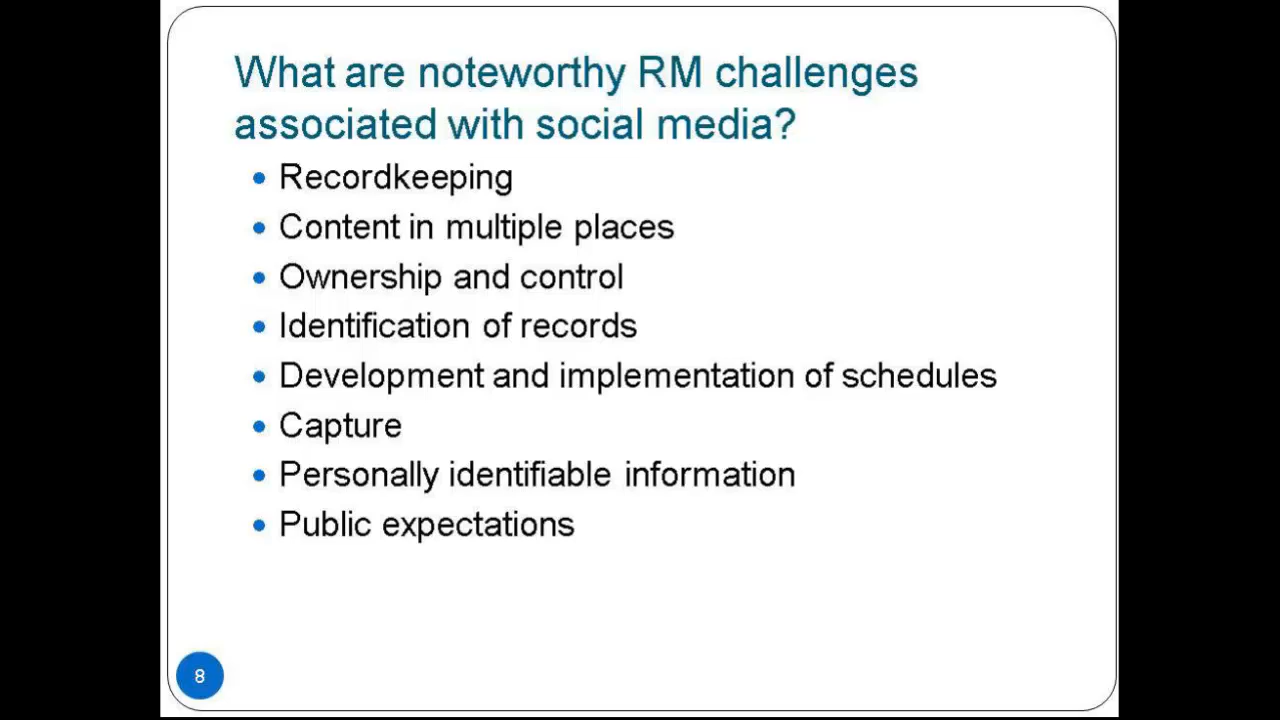 What are noteworthy RM challenges
associated with social media?
• Recordkeeping
• Content in multiple places
• Ownership and control
• Identification of records
• Development and implementation of schedules
• Capture
• Personally identifiable information
• Public expectations
8